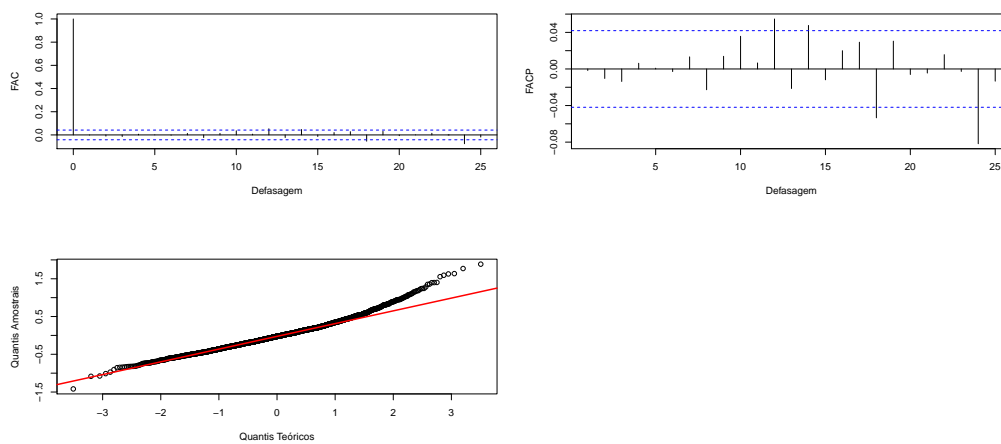 FAC
0.0 0.2 0.4 0.6 0.8 1.0
0 5 10 15 20 25
Defasagem
FACP
−0.08 −0.04 0.00 0.04
5 10 15 20 25
Defasagem
Quantis Amostrais
−1.5 −0.5 0.5 1.5
−3 −2 −1 0 1 2 3
Quantis Teóricos